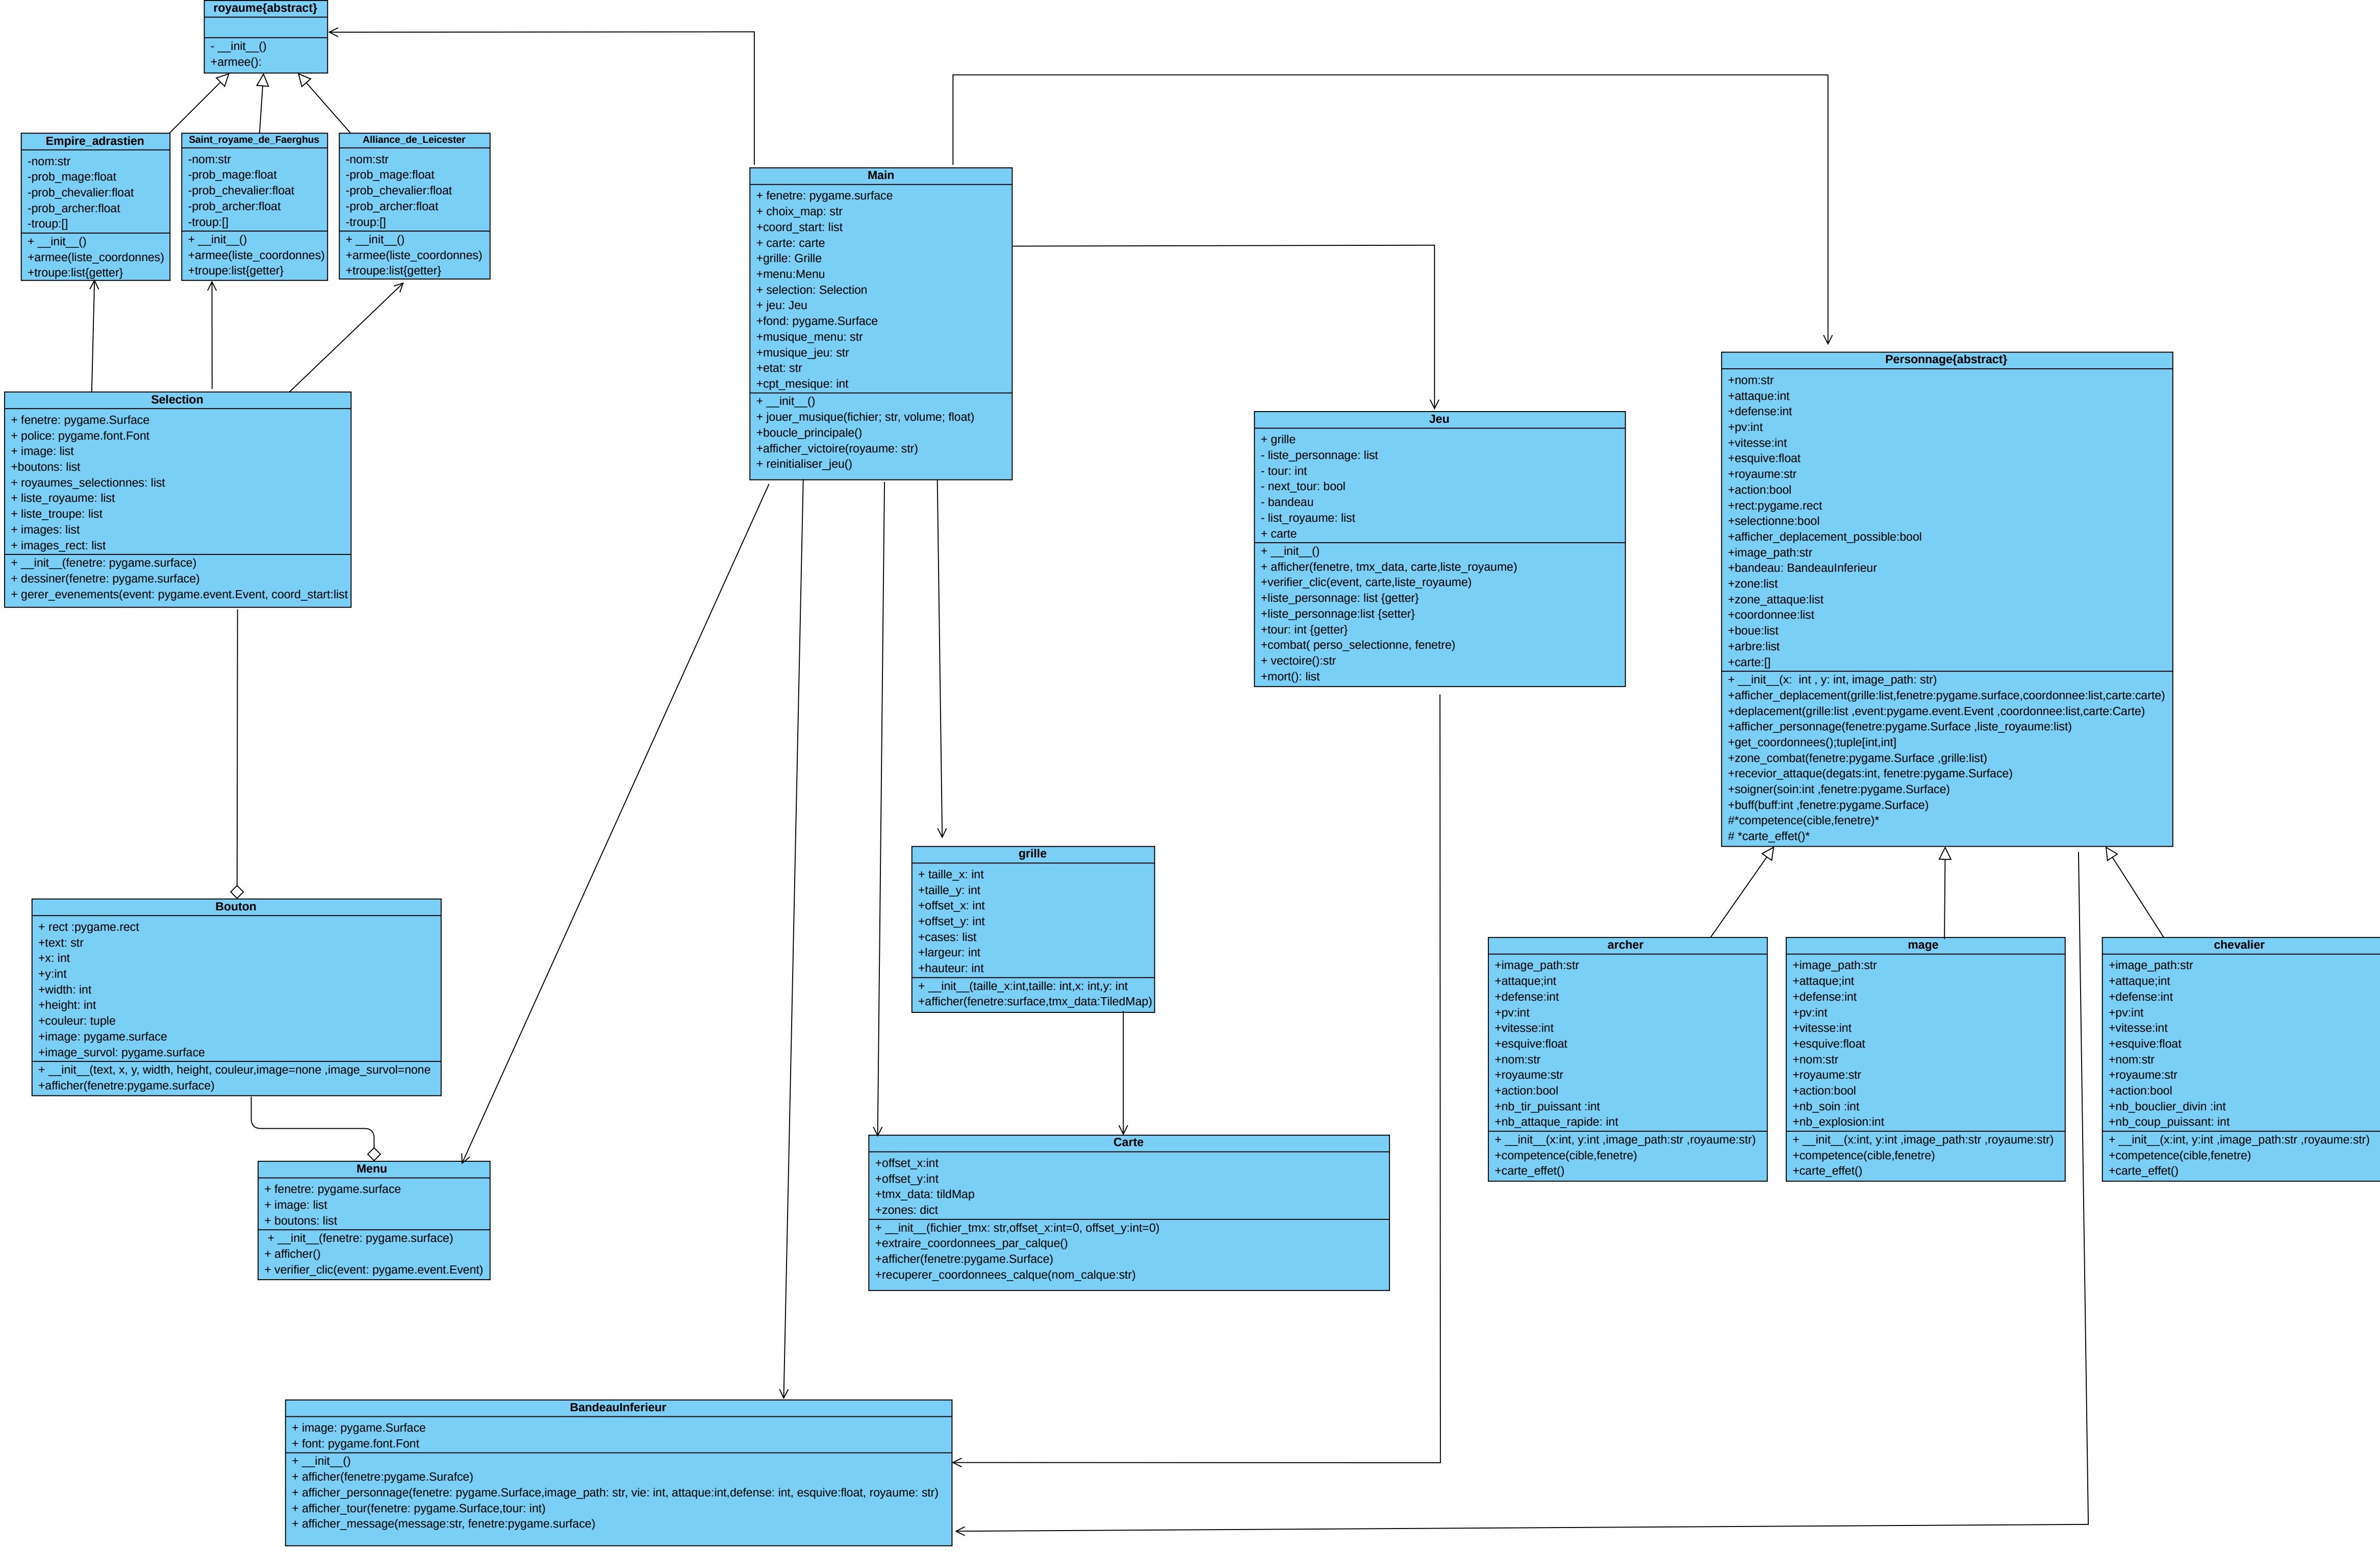 royaume{abstract}
- __init__()
+armee():
Empire_adrastien
-nom:str
-prob_mage:float
-prob_chevalier:float
-prob_archer:float
-troup:[]
+ __init__()
+armee(liste_coordonnes)
+troupe:list{getter}
Saint_royame_de_Faerghus
-nom:str
-prob_mage:float
-prob_chevalier:float
-prob_archer:float
-troup:[]
+ __init__()
+armee(liste_coordonnes)
+troupe:list{getter}
Alliance_de_Leicester
-nom:str
-prob_mage:float
-prob_chevalier:float
-prob_archer:float
-troup:[]
+ __init__()
+armee(liste_coordonnes)
+troupe:list{getter}
Main
+ fenetre: pygame.surface
+ choix_map: str
+coord_start: list
+ carte: carte
+grille: Grille
+menu:Menu
+ selection: Selection
+ jeu: Jeu
+fond: pygame.Surface
+musique_menu: str
+musique_jeu: str
+etat: str
+cpt_mesique: int
+ __init__()
+ jouer_musique(fichier; str, volume; float)
+boucle_principale()
+afficher_victoire(royaume: str)
+ reinitialiser_jeu()
Selection
+ fenetre: pygame.Surface
+ police: pygame.font.Font
+ image: list
+boutons: list
+ royaumes_selectionnes: list
+ liste_royaume: list
+ liste_troupe: list
+ images: list
+ images_rect: list
+ __init__(fenetre: pygame.surface)
+ dessiner(fenetre: pygame.surface)
+ gerer_evenements(event: pygame.event.Event, coord_start:list
Jeu
+ grille
- liste_personnage: list
- tour: int
- next_tour: bool
- bandeau
- list_royaume: list
+ carte
+ __init__()
+ afficher(fenetre, tmx_data, carte,liste_royaume)
+verifier_clic(event, carte,liste_royaume)
+liste_personnage: list {getter}
+liste_personnage:list {setter}
+tour: int {getter}
+combat( perso_selectionne, fenetre)
+ vectoire():str
+mort(): list
Personnage{abstract}
+nom:str
+attaque:int
+defense:int
+pv:int
+vitesse:int
+esquive:float
+royaume:str
+action:bool
+rect:pygame.rect
+selectionne:bool
+afficher_deplacement_possible:bool
+image_path:str
+bandeau: BandeauInferieur
+zone:list
+zone_attaque:list
+coordonnee:list
+boue:list
+arbre:list
+carte:[]
+ __init__(x:  int , y: int, image_path: str)
+afficher_deplacement(grille:list,fenetre:pygame.surface,coordonnee:list,carte:carte)
+deplacement(grille:list ,event:pygame.event.Event ,coordonnee:list,carte:Carte)
+afficher_personnage(fenetre:pygame.Surface ,liste_royaume:list)
+get_coordonnees();tuple[int,int]
+zone_combat(fenetre:pygame.Surface ,grille:list)
+recevior_attaque(degats:int, fenetre:pygame.Surface)
+soigner(soin:int ,fenetre:pygame.Surface)
+buff(buff:int ,fenetre:pygame.Surface)
#*competence(cible,fenetre)*
# *carte_effet()*
grille
+ taille_x: int
+taille_y: int
+offset_x: int
+offset_y: int
+cases: list
+largeur: int
+hauteur: int
+ __init__(taille_x:int,taille: int,x: int,y: int
+afficher(fenetre:surface,tmx_data:TiledMap)
Bouton
+ rect :pygame.rect
+text: str
+x: int
+y:int
+width: int
+height: int
+couleur: tuple
+image: pygame.surface
+image_survol: pygame.surface
+ __init__(text, x, y, width, height, couleur,image=none ,image_survol=none
+afficher(fenetre:pygame.surface)
archer
+image_path:str
+attaque;int
+defense:int
+pv:int
+vitesse:int
+esquive:float
+nom:str
+royaume:str
+action:bool
+nb_tir_puissant :int
+nb_attaque_rapide: int
+ __init__(x:int, y:int ,image_path:str ,royaume:str)
+competence(cible,fenetre)
+carte_effet()
mage
+image_path:str
+attaque;int
+defense:int
+pv:int
+vitesse:int
+esquive:float
+nom:str
+royaume:str
+action:bool
+nb_soin :int
+nb_explosion:int
+ __init__(x:int, y:int ,image_path:str ,royaume:str)
+competence(cible,fenetre)
+carte_effet()
chevalier
+image_path:str
+attaque;int
+defense:int
+pv:int
+vitesse:int
+esquive:float
+nom:str
+royaume:str
+action:bool
+nb_bouclier_divin :int
+nb_coup_puissant: int
+ __init__(x:int, y:int ,image_path:str ,royaume:str)
+competence(cible,fenetre)
+carte_effet()
Carte
+offset_x:int
+offset_y:int
+tmx_data: tildMap
+zones: dict
+ __init__(fichier_tmx: str,offset_x:int=0, offset_y:int=0)
+extraire_coordonnees_par_calque()
+afficher(fenetre:pygame.Surface)
+recuperer_coordonnees_calque(nom_calque:str)
Menu
+ fenetre: pygame.surface
+ image: list
+ boutons: list
+ __init__(fenetre: pygame.surface)
+ afficher()
+ verifier_clic(event: pygame.event.Event)
BandeauInferieur
+ image: pygame.Surface
+ font: pygame.font.Font
+ __init__()
+ afficher(fenetre:pygame.Surafce)
+ afficher_personnage(fenetre: pygame.Surface,image_path: str, vie: int, attaque:int,defense: int, esquive:float, royaume: str)
+ afficher_tour(fenetre: pygame.Surface,tour: int)
+ afficher_message(message:str, fenetre:pygame.surface)